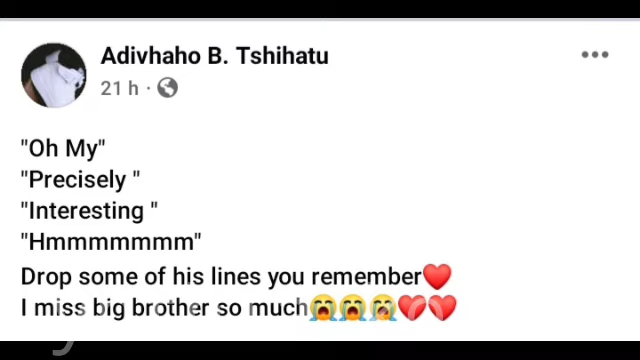 Adivhaho B. Tshihatu
21 h ·
"Oh My"
"Precisely "
"Interesting "
"Hmmmmmmm"
Drop some of his lines you remember❤️
I miss big brother so much😭😭😭❤️❤️